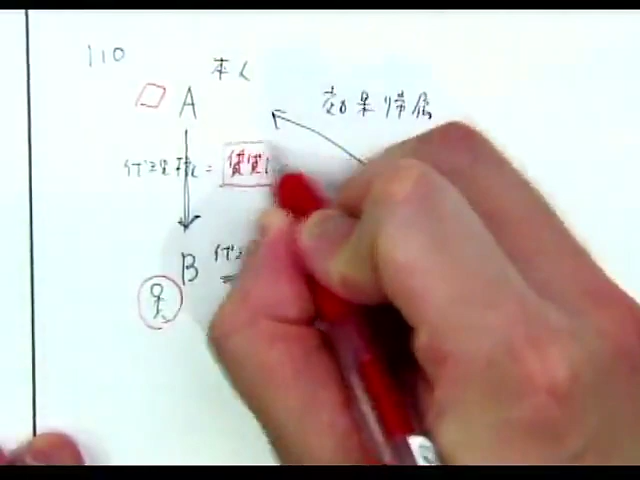 110
本人
A
効果帰属
代理権 = 賃貸
B 代理